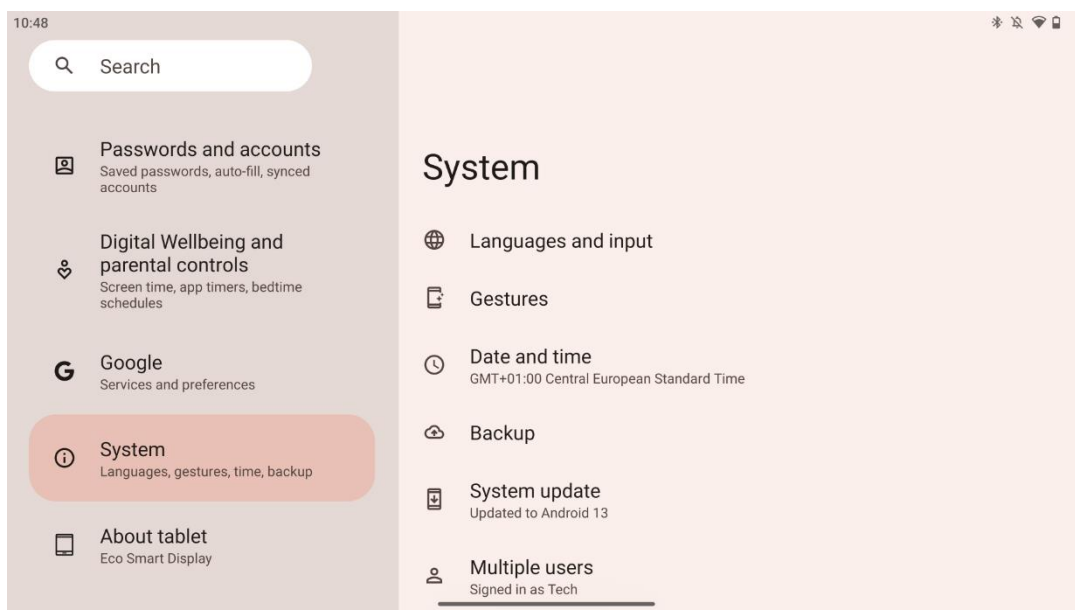 10:48
Search
Passwords and accounts
Saved passwords, auto-fill, synced
accounts
Digital Wellbeing and
parental controls
Screen time, app timers, bedtime
schedules
Google
Services and preferences
System
Languages, gestures, time, backup
About tablet
Eco Smart Display
System
Languages and input
Gestures
Date and time
GMT+01:00 Central European Standard Time
Backup
System update
Updated to Android 13
Multiple users
Signed in as Tech